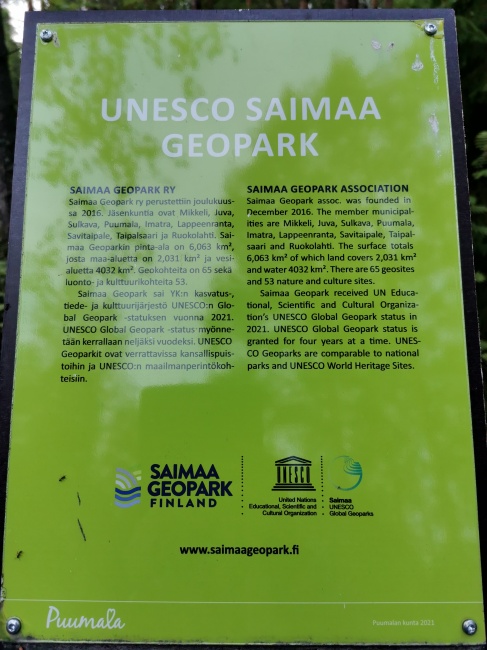 UNESCO SAIMAA
GEOPARK
SAIMAA GEOPARK RY
Saimaa Geopark ry perustettiin joulukuus-
sa 2016. Jäsenkuntia ovat Mikkeli, Juva,
Sulkava, Puumala, Imatra, Lappeenranta,
Savitaipale, Taipalsaari ja Ruokolahti. Sai-
maa Geoparkin pinta-ala on 6,063 km²,
josta maa-aluetta on 2,031 km² ja vesi-
aluetta 4032 km². Geokohteita on 65 sekä
luonto- ja kulttuurikohteita 53.
Saimaa Geopark sai YK:n kasvatus-,
tiede- ja kulttuurijärjestö UNESCO:n Glo-
bal Geopark -statuksen vuonna 2021.
UNESCO Global Geopark -status myönne-
tään kerrallaan neljäksi vuodeksi. UNESCO
Geoparkit ovat verrattavissa kansallispuis-
toihin ja UNESCO:n maailmanperintökoh-
teisiin.
SAIMAA GEOPARK ASSOCIATION
Saimaa Geopark assoc. was founded in
December 2016. The member municipal-
ities are Mikkeli, Juva, Sulkava, Puumala,
Imatra, Lappeenranta, Savitaipale, Taipal-
saari and Ruokolahti. The surface totals
6,063 km² of which land covers 2,031 km²
and water 4032 km². There are 65 geosites
and 53 nature and culture sites.
Saimaa Geopark received UN Educa-
tional, Scientific and Cultural Organiza-
tion's UNESCO Global Geopark status in
2021. UNESCO Global Geopark status is
granted for four years at a time. UNES-
CO Geoparks are comparable to national
parks and UNESCO World Heritage Sites.
SAIMAA
GEOPARK
FINLAND
UNESCO
United Nations
Educational, Scientific and
Cultural Organization
Saimaa
UNESCO
Global Geoparks
www.saimaageopark.fi
Puumala
Puumalan kunta 2021